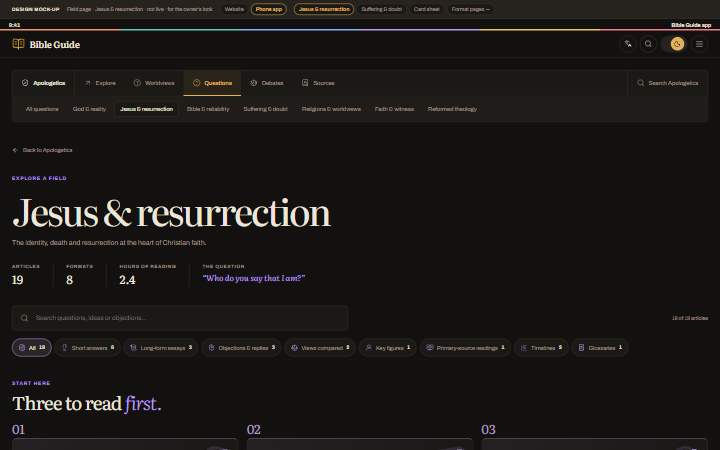 DESIGN MOCK-UP Field page · Jesus & resurrection · not live · for the owner's look Website Phone app Jesus & resurrection Suffering & doubt Card sheet Format pages →
9:41 Bible Guide app
Bible Guide
Apologetics Explore Worldviews Questions Debates Sources Search Apologetics
All questions God & reality Jesus & resurrection Bible & reliability Suffering & doubt Religions & worldviews Faith & witness Reformed theology
← Back to Apologetics
EXPLORE A FIELD
Jesus & resurrection
The identity, death and resurrection at the heart of Christian faith.
ARTICLES FORMATS HOURS OF READING THE QUESTION
19 8 2.4 “Who do you say that I am?”
Search questions, ideas or objections... 19 of 19 articles
All 19 Short answers 6 Long-form essays 3 Objections & replies 3 Views compared 2 Key figures 1 Primary-source readings 1 Timelines 2 Glossaries 1
START HERE
Three to read first.
01 02 03